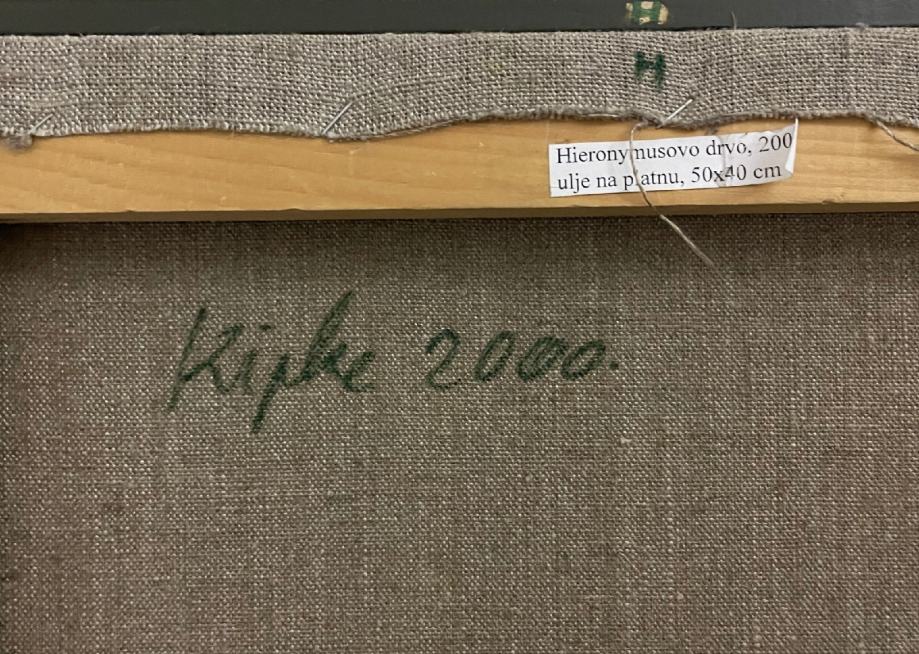 H
Hieronymusovo drvo, 200
ulje na platnu, 50x40 cm
Kipke 2000.